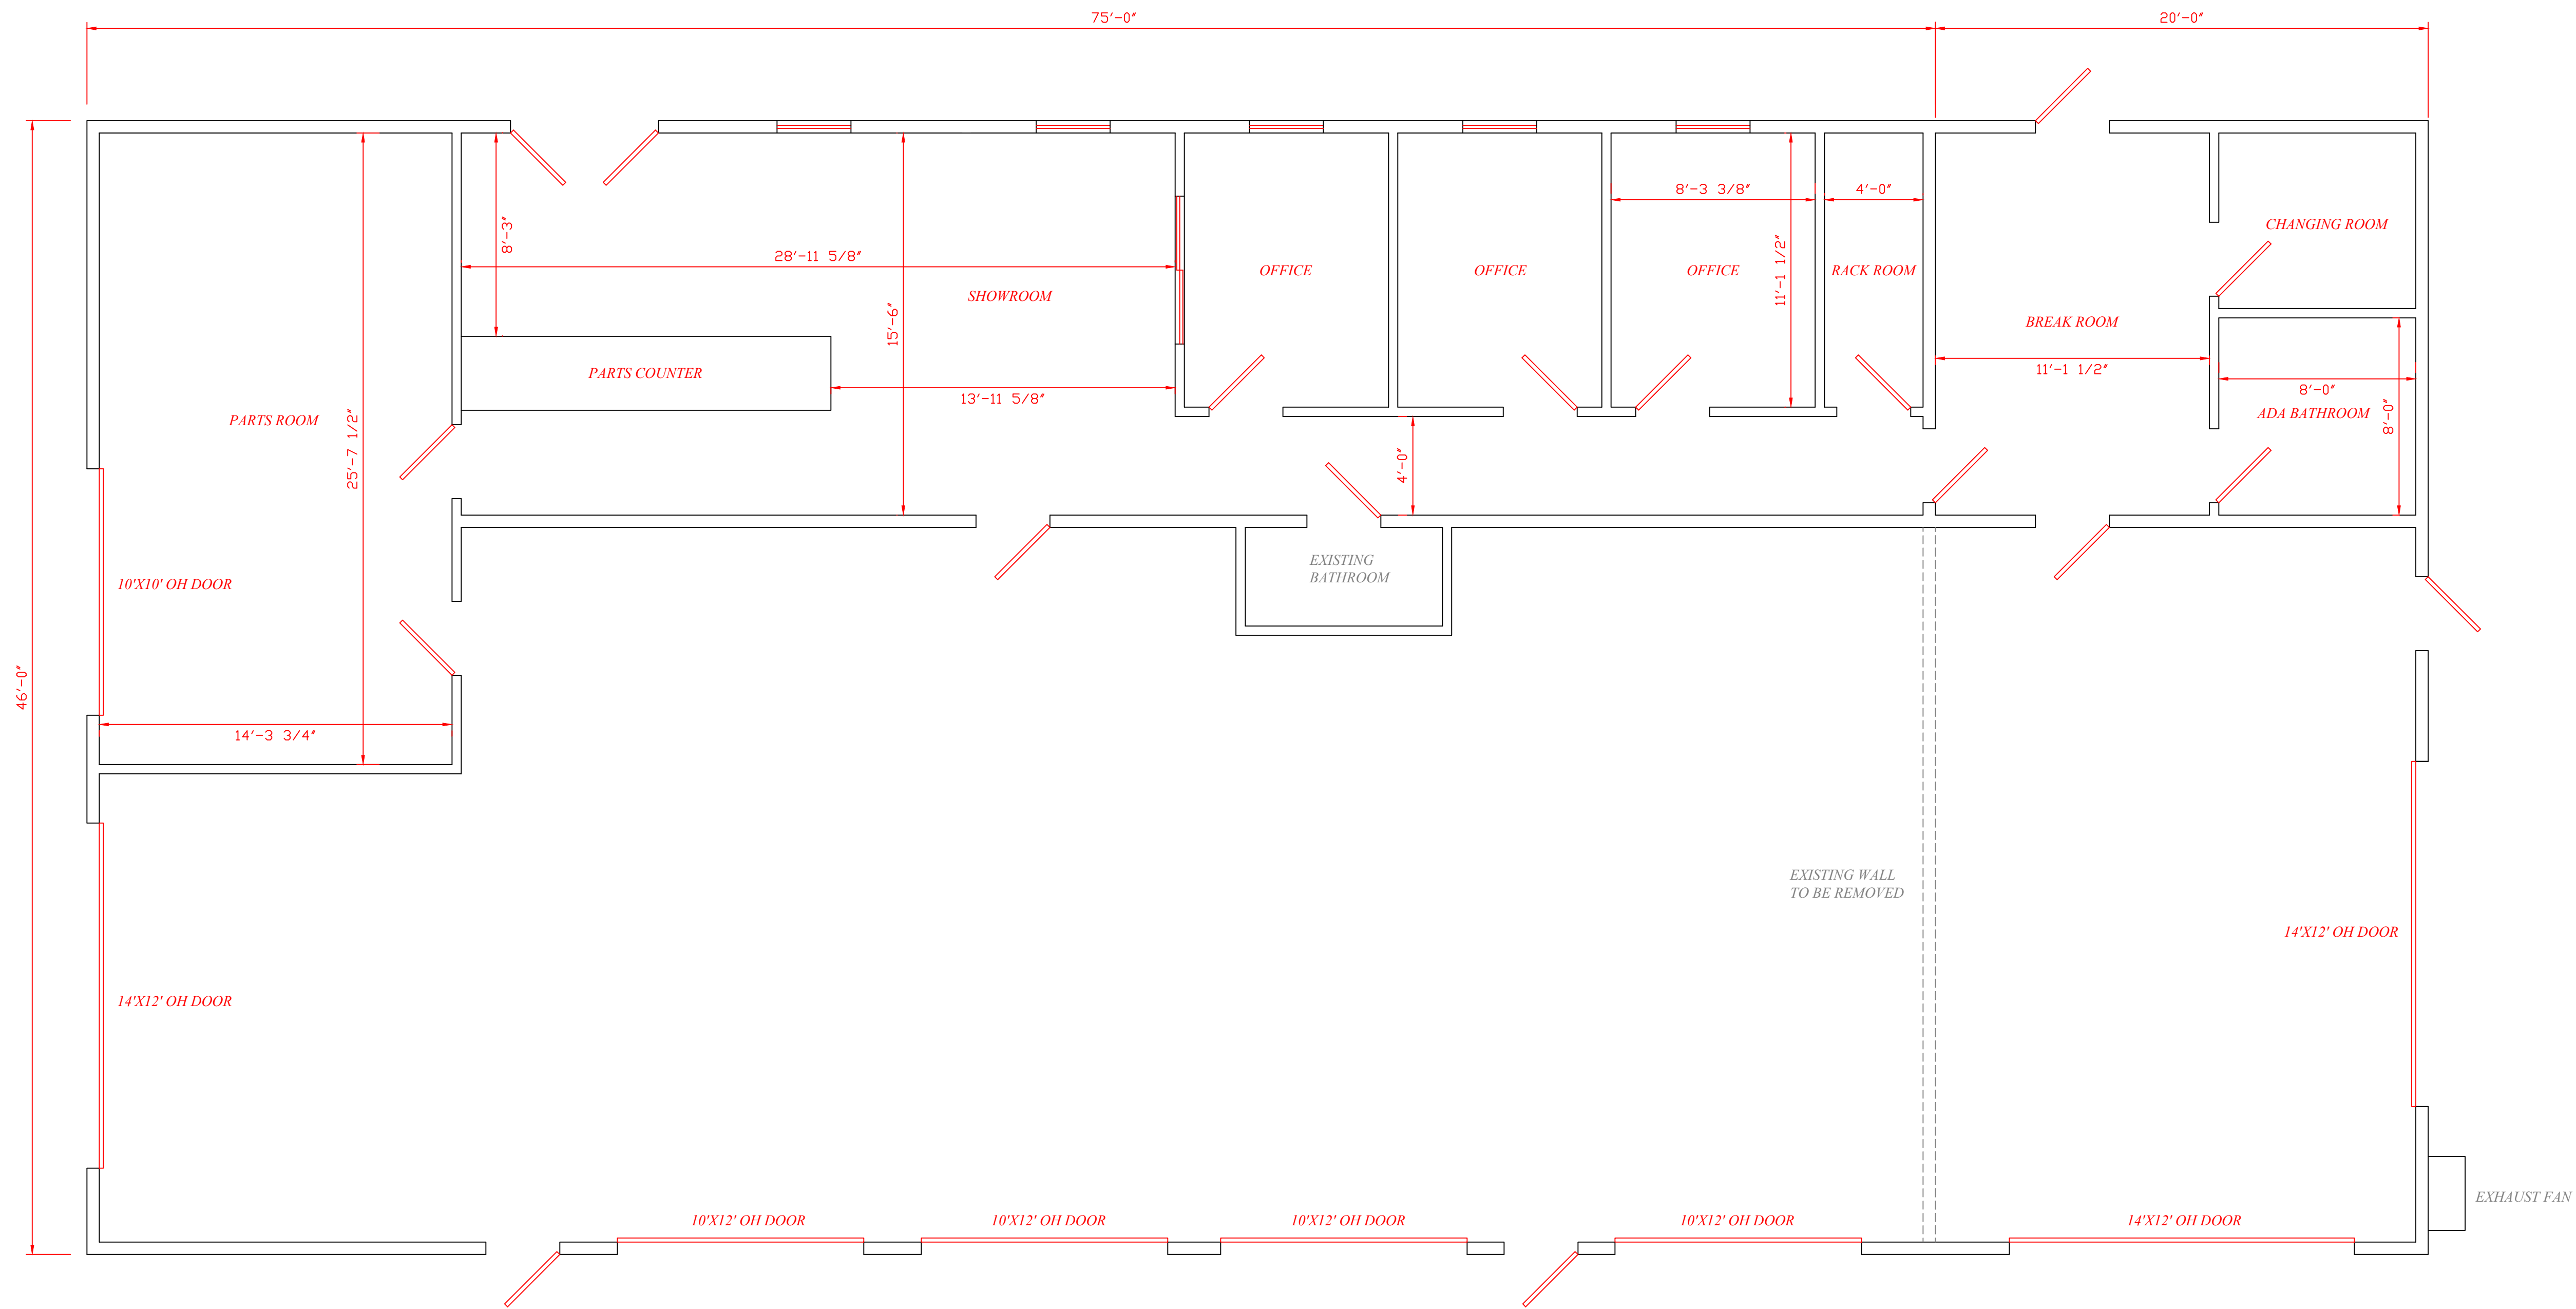 75'-0"
20'-0"
8'-3 3/8"
4'-0"
8'-3"
CHANGING ROOM
28'-11 5/8"
11'-1 1/2"
OFFICE
OFFICE
OFFICE
RACK ROOM
SHOWROOM
15'-6"
BREAK ROOM
11'-1 1/2"
PARTS COUNTER
13'-11 5/8"
8'-0"
8'-0"
ADA BATHROOM
PARTS ROOM
25'-7 1/2"
4'-0"
EXISTING
BATHROOM
10'X10' OH DOOR
46'-0"
14'-3 3/4"
EXISTING WALL
TO BE REMOVED
14'X12' OH DOOR
14'X12' OH DOOR
EXHAUST FAN
10'X12' OH DOOR
10'X12' OH DOOR
10'X12' OH DOOR
10'X12' OH DOOR
14'X12' OH DOOR